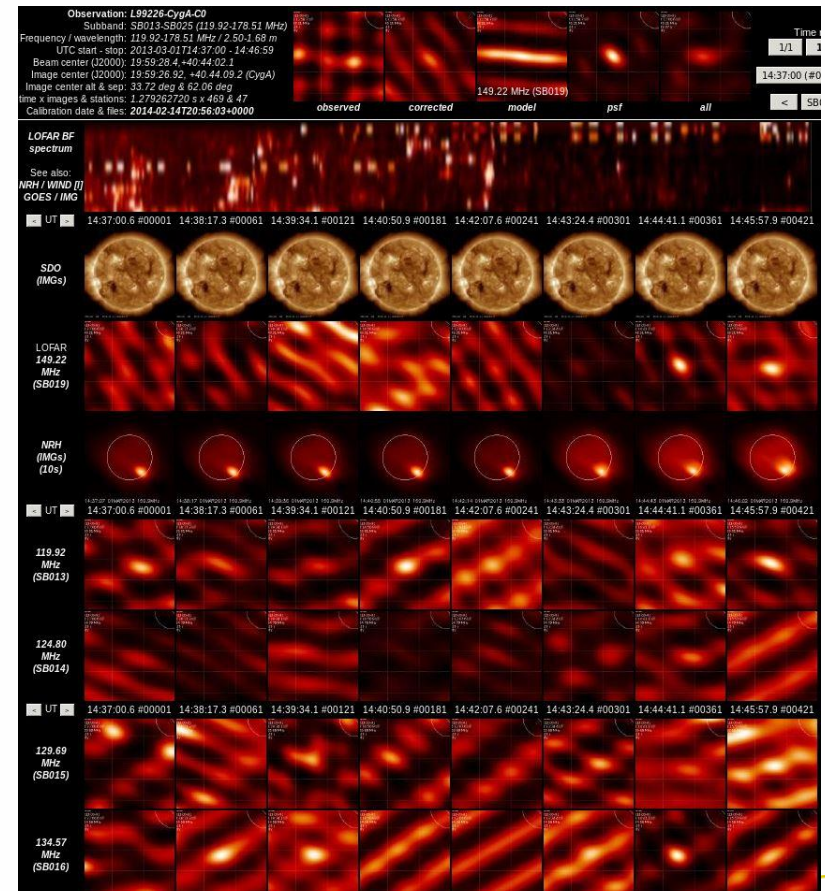 Observation: L99226-CygA-C0
Subband: SB013-SB025 (119.92-178.51 MHz)
Frequency / wavelength: 119.92-178.51 MHz / 2.50-1.68 m
UTC start - stop: 2013-03-01T14:37:00 - 14:46:59
Beam center (J2000): 19:59:28.4,+40:44:02.1
Image center (J2000): 19:59:26.92, +40.44.09.2 (CygA)
Image center alt & sep: 33.72 deg & 62.06 deg
time x images & stations: 1.279262720 s x 469 & 47
Calibration date & files: 2014-02-14T20:56:03+0000
149.22 MHz (SB019)
observed corrected model psf all
Time
1/1
14:37:00 (#0
< SB0
LOFAR BF
spectrum
See also:
NRH / WIND [I]
GOES / IMG
< UT > 14:37:00.6 #00001 14:38:17.3 #00061 14:39:34.1 #00121 14:40:50.9 #00181 14:42:07.6 #00241 14:43:24.4 #00301 14:44:41.1 #00361 14:45:57.9 #00421
SDO
(IMGs)
LOFAR
149.22
MHz
(SB019)
NRH
(IMGs)
(10s)
< UT > 14:37:00.6 #00001 14:38:17.3 #00061 14:39:34.1 #00121 14:40:50.9 #00181 14:42:07.6 #00241 14:43:24.4 #00301 14:44:41.1 #00361 14:45:57.9 #00421
119.92
MHz
(SB013)
124.80
MHz
(SB014)
< UT > 14:37:00.6 #00001 14:38:17.3 #00061 14:39:34.1 #00121 14:40:50.9 #00181 14:42:07.6 #00241 14:43:24.4 #00301 14:44:41.1 #00361 14:45:57.9 #00421
129.69
MHz
(SB015)
134.57
MHz
(SB016)